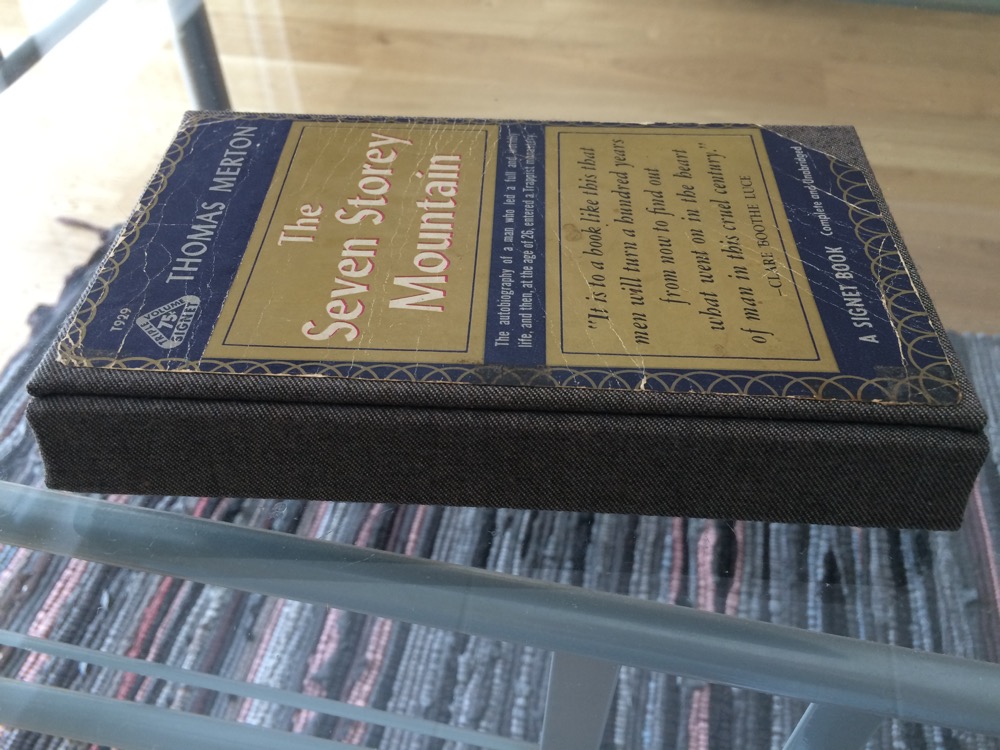 T1929
TRIPLE VOLUME
75¢
SIGNET
THOMAS MERTON
The
Seven Storey
Mountain
The autobiography of a man who led a full and worldly
life, and then, at the age of 26, entered a Trappist monastery.
"It is to a book like this that
men will turn a hundred years
from now to find out
what went on in the heart
of man in this cruel century."
—CLARE BOOTHE LUCE
A SIGNET BOOK Complete and Unabridged